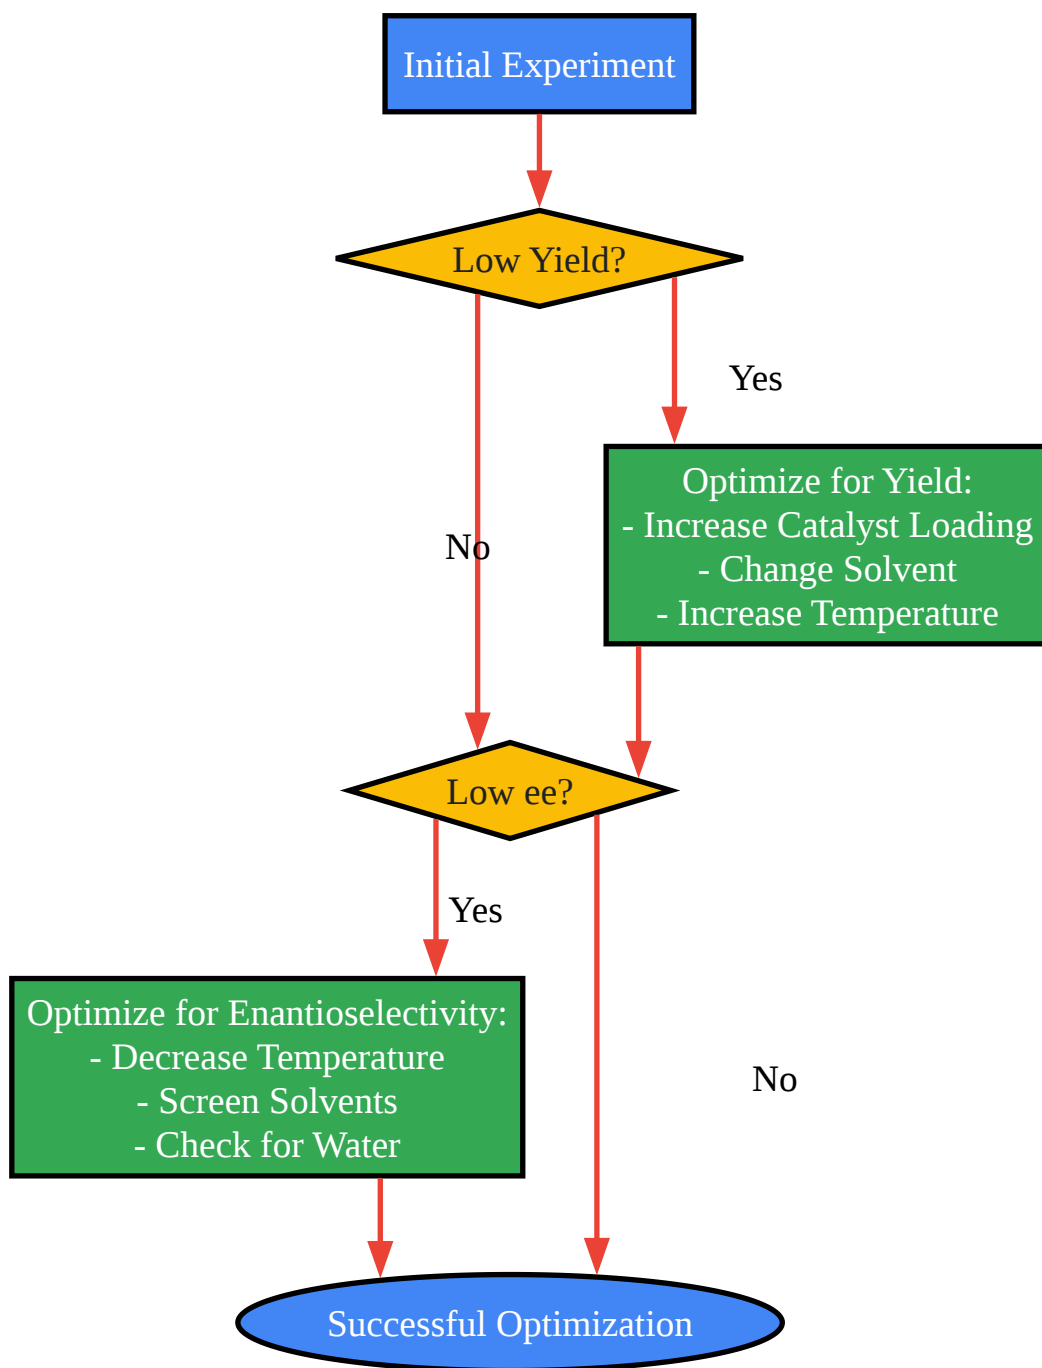 Initial Experiment
Low Yield?
Yes
Optimize for Yield:
- Increase Catalyst Loading
- Change Solvent
- Increase Temperature
No
Low ee?
Yes
Optimize for Enantioselectivity:
- Decrease Temperature
- Screen Solvents
- Check for Water
No
Successful Optimization